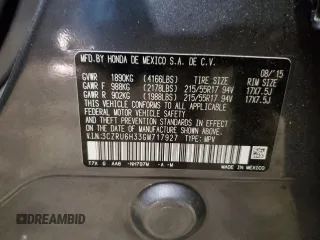 MFD.BY HONDA DE MEXICO S.A. DE C.V.
08/'15
GVWR 1890KG (4166LBS) TIRE SIZE RIM SIZE
GAWR F 988KG (2178LBS) 215/55R17 94V 17X7.5J
GAWR R 902KG (1988LBS) 215/55R17 94V 17X7.5J
THIS VEHICLE CONFORMS TO ALL APPLICABLE
FEDERAL MOTOR VEHICLE SAFETY AND
THEFT PREVENTION STANDARDS IN EFFECT ON
THE DATE OF MANUFACTURE SHOWN ABOVE.
V.I.N.:3CZRU6H33GM717927 TYPE: MPV
T7X G AA6 -NH797M -A -M
MADE IN MEXICO